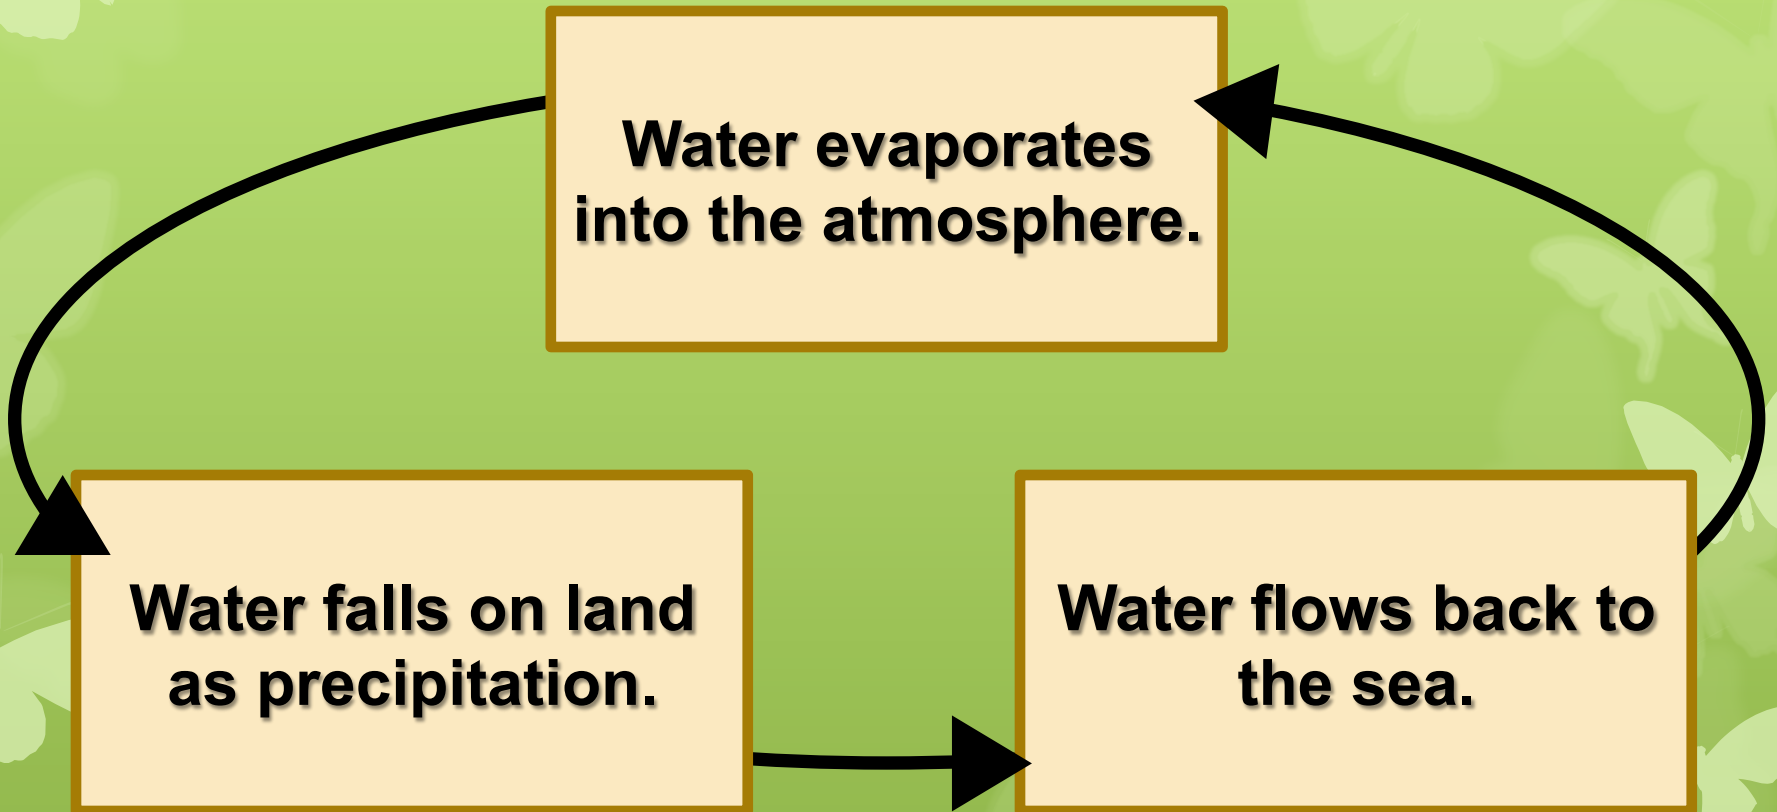 Water evaporates
into the atmosphere.
Water falls on land
as precipitation.
Water flows back to
the sea.